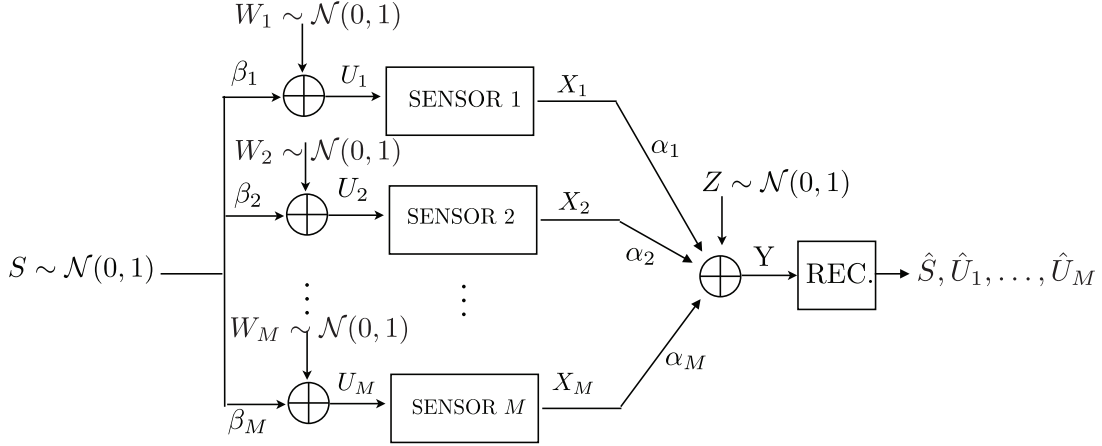 W_1 ∼ 𝒩(0, 1)
β_1
U_1
SENSOR 1
X_1
α_1
W_2 ∼ 𝒩(0, 1)
β_2
U_2
SENSOR 2
X_2
α_2
Z ∼ 𝒩(0, 1)
S ∼ 𝒩(0, 1)
Y
REC.
Ŝ, Û_1, . . . , Û_M
⋮
⋮
W_M ∼ 𝒩(0, 1)
β_M
U_M
SENSOR M
X_M
α_M